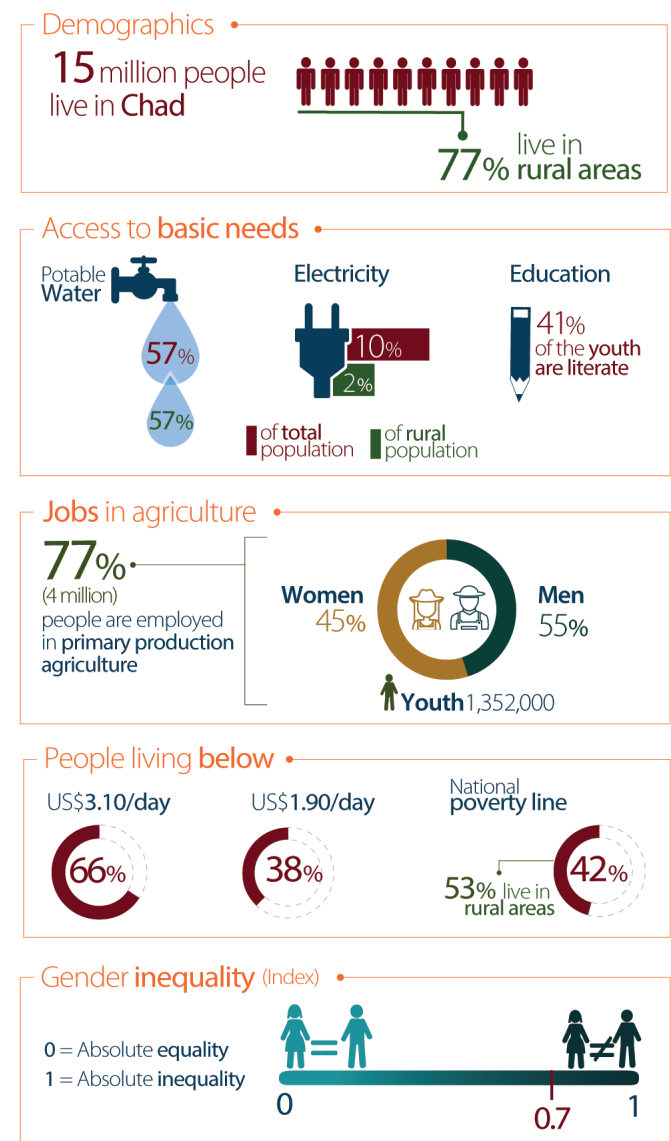 Demographics
15 million people
live in Chad
77% live in
rural areas
Access to basic needs
Potable
Water
57%
57%
Electricity
10%
2%
of total
population
of rural
population
Education
41%
of the youth
are literate
Jobs in agriculture
77%
(4 million)
people are employed
in primary production
agriculture
Women
45%
Men
55%
Youth 1,352,000
People living below
US$3.10/day
66%
US$1.90/day
38%
National
poverty line
42%
53% live in
rural areas
Gender inequality (Index)
0 = Absolute equality
1 = Absolute inequality
=
≠
0
0.7
1